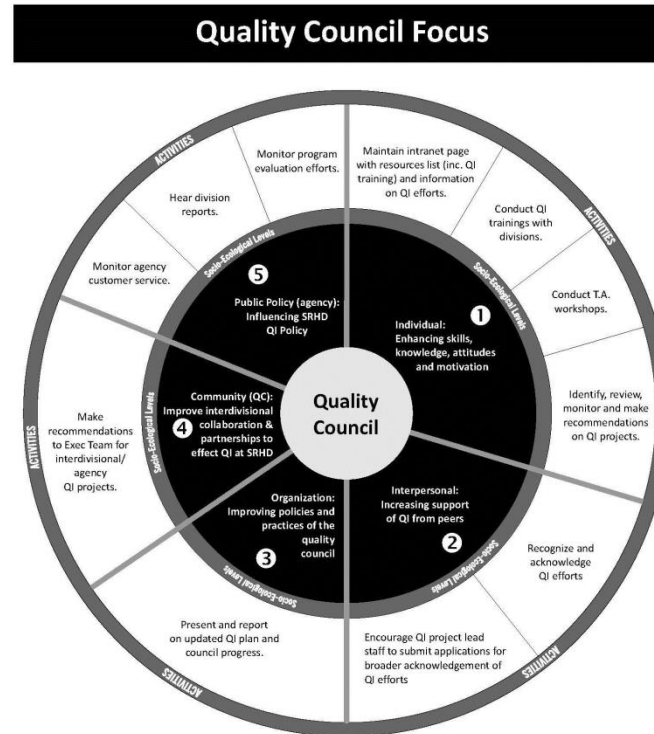 Quality Council Focus
ACTIVITIES
Maintain intranet page
with resources list (inc. QI
training) and information
on QI efforts.
Conduct QI
trainings with
divisions.
Conduct T.A.
workshops.
Identify, review,
monitor and make
recommendations
on QI projects.
ACTIVITIES
Socio-Ecological Levels
1
Individual:
Enhancing skills,
knowledge, attitudes
and motivation
Recognize and
acknowledge
QI efforts
Encourage QI project lead
staff to submit applications for
broader acknowledgement of
QI efforts
ACTIVITIES
Socio-Ecological Levels
Interpersonal:
Increasing support
of QI from peers
2
Present and report
on updated QI plan and
council progress.
ACTIVITIES
Socio-Ecological Levels
Organization:
Improving policies and
practices of the
quality
council
3
Make
recommendations
to Exec Team for
interdivisional/
agency
QI projects.
ACTIVITIES
Socio-Ecological Levels
Community (QC):
Improve interdivisional
collaboration &
partnerships to
effect QI at SRHD
4
Monitor agency
customer service.
Hear division
reports.
Monitor program
evaluation efforts.
Socio-Ecological Levels
5
Public Policy (agency):
Influencing SRHD
QI Policy
Quality
Council